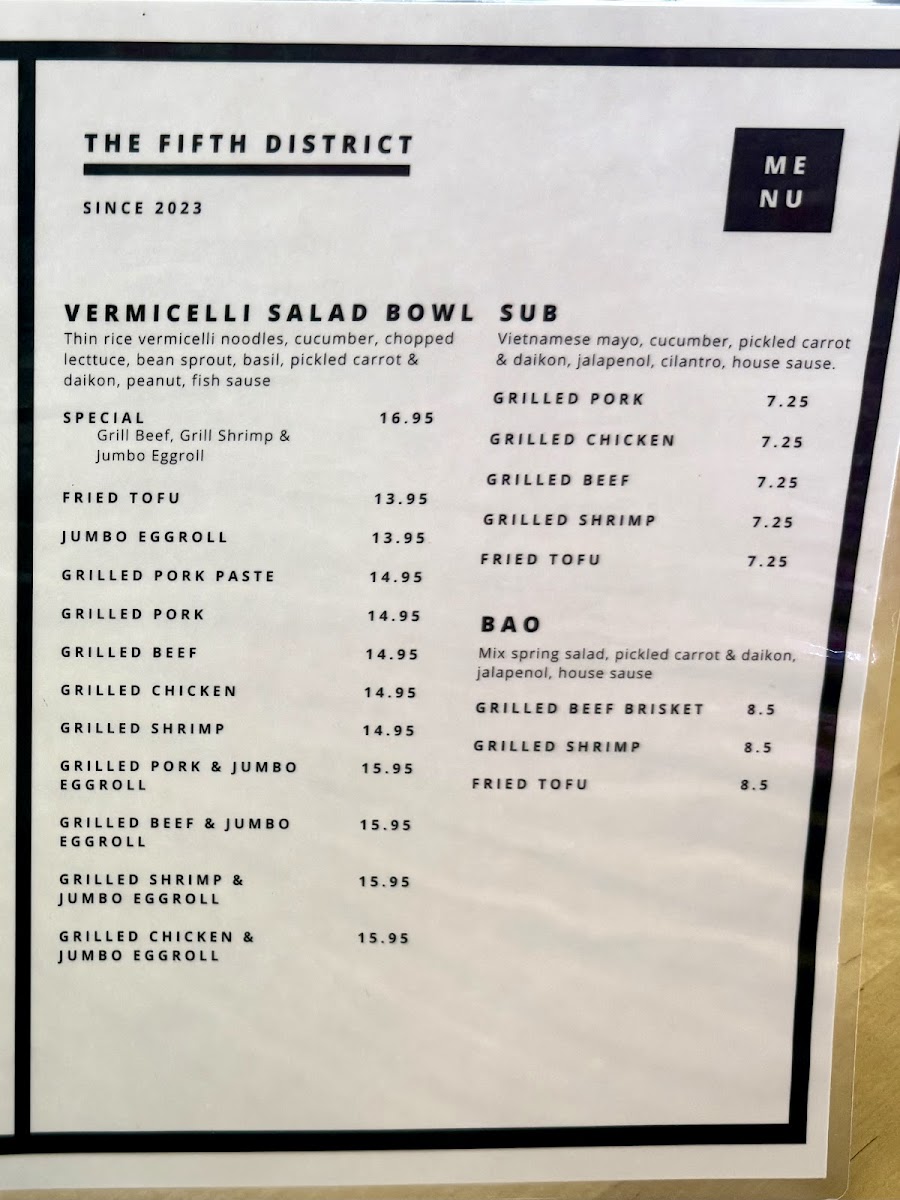 THE FIFTH DISTRICT
SINCE 2023
ME
NU
VERMICELLI SALAD BOWL
Thin rice vermicelli noodles, cucumber, chopped
lecttuce, bean sprout, basil, pickled carrot &
daikon, peanut, fish sause
SPECIAL 16.95
Grill Beef, Grill Shrimp &
Jumbo Eggroll
FRIED TOFU 13.95
JUMBO EGGROLL 13.95
GRILLED PORK PASTE 14.95
GRILLED PORK 14.95
GRILLED BEEF 14.95
GRILLED CHICKEN 14.95
GRILLED SHRIMP 14.95
GRILLED PORK & JUMBO 15.95
EGGROLL
GRILLED BEEF & JUMBO 15.95
EGGROLL
GRILLED SHRIMP & 15.95
JUMBO EGGROLL
GRILLED CHICKEN & 15.95
JUMBO EGGROLL
SUB
Vietnamese mayo, cucumber, pickled carrot
& daikon, jalapenol, cilantro, house sause.
GRILLED PORK 7.25
GRILLED CHICKEN 7.25
GRILLED BEEF 7.25
GRILLED SHRIMP 7.25
FRIED TOFU 7.25
BAO
Mix spring salad, pickled carrot & daikon,
jalapenol, house sause
GRILLED BEEF BRISKET 8.5
GRILLED SHRIMP 8.5
FRIED TOFU 8.5